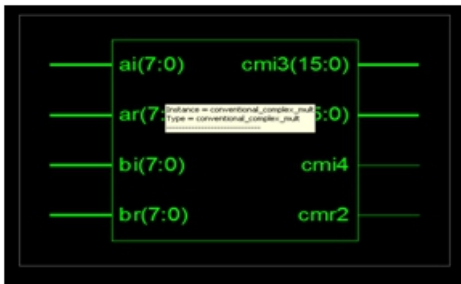 ai(7:0) cmi3(15:0)
ar(7: 5:0)
Instance = conventional_complex_mult
Type = conventional_complex_mult
bi(7:0) cmi4
br(7:0) cmr2